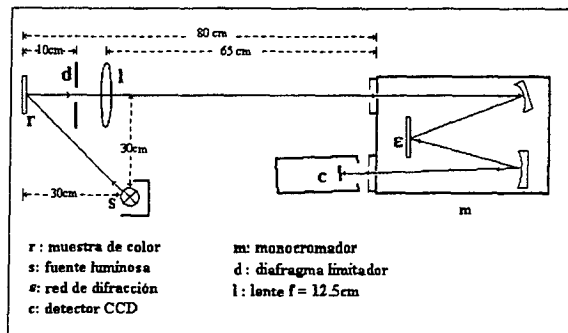 80 cm
10cm
65 cm
d
l
r
30cm
ε
30cm
c
s
m
r : muestra de color
s: fuente luminosa
ε: red de difracción
c: detector CCD
m: monocromador
d : diafragma limitador
l : lente f = 12.5cm